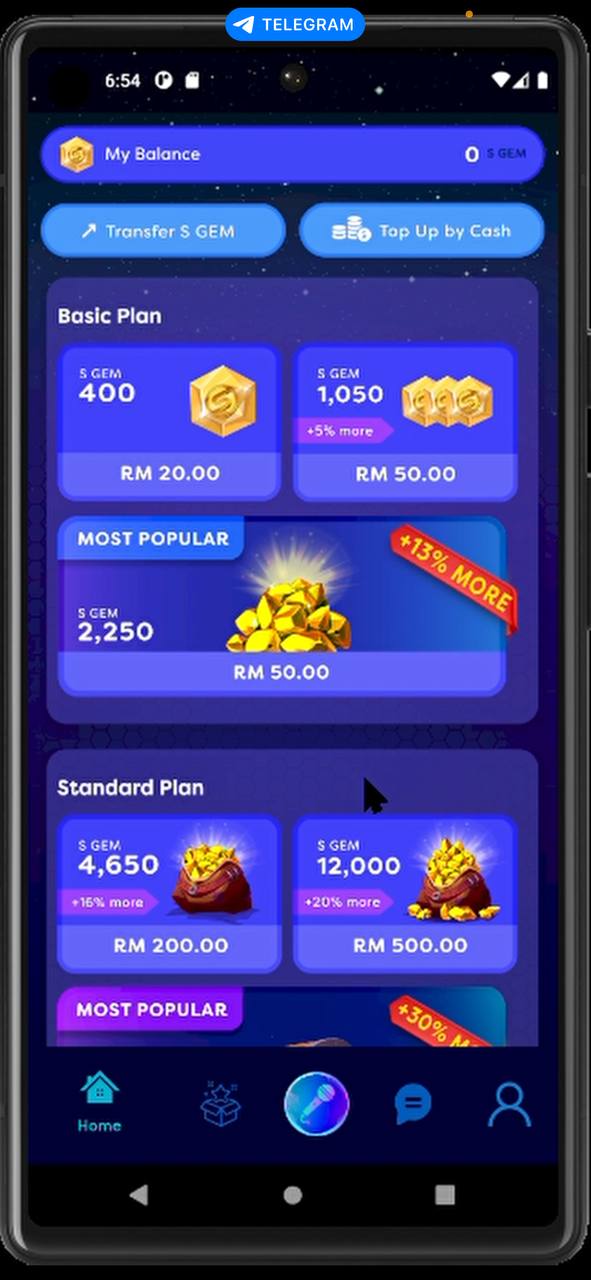 TELEGRAM
6:54
My Balance
0 S GEM
Transfer S GEM
Top Up by Cash
Basic Plan
S GEM
400
RM 20.00
S GEM
1,050
+5% more
RM 50.00
MOST POPULAR
+13% MORE
S GEM
2,250
RM 50.00
Standard Plan
S GEM
4,650
+16% more
RM 200.00
S GEM
12,000
+20% more
RM 500.00
MOST POPULAR
+30%
Home